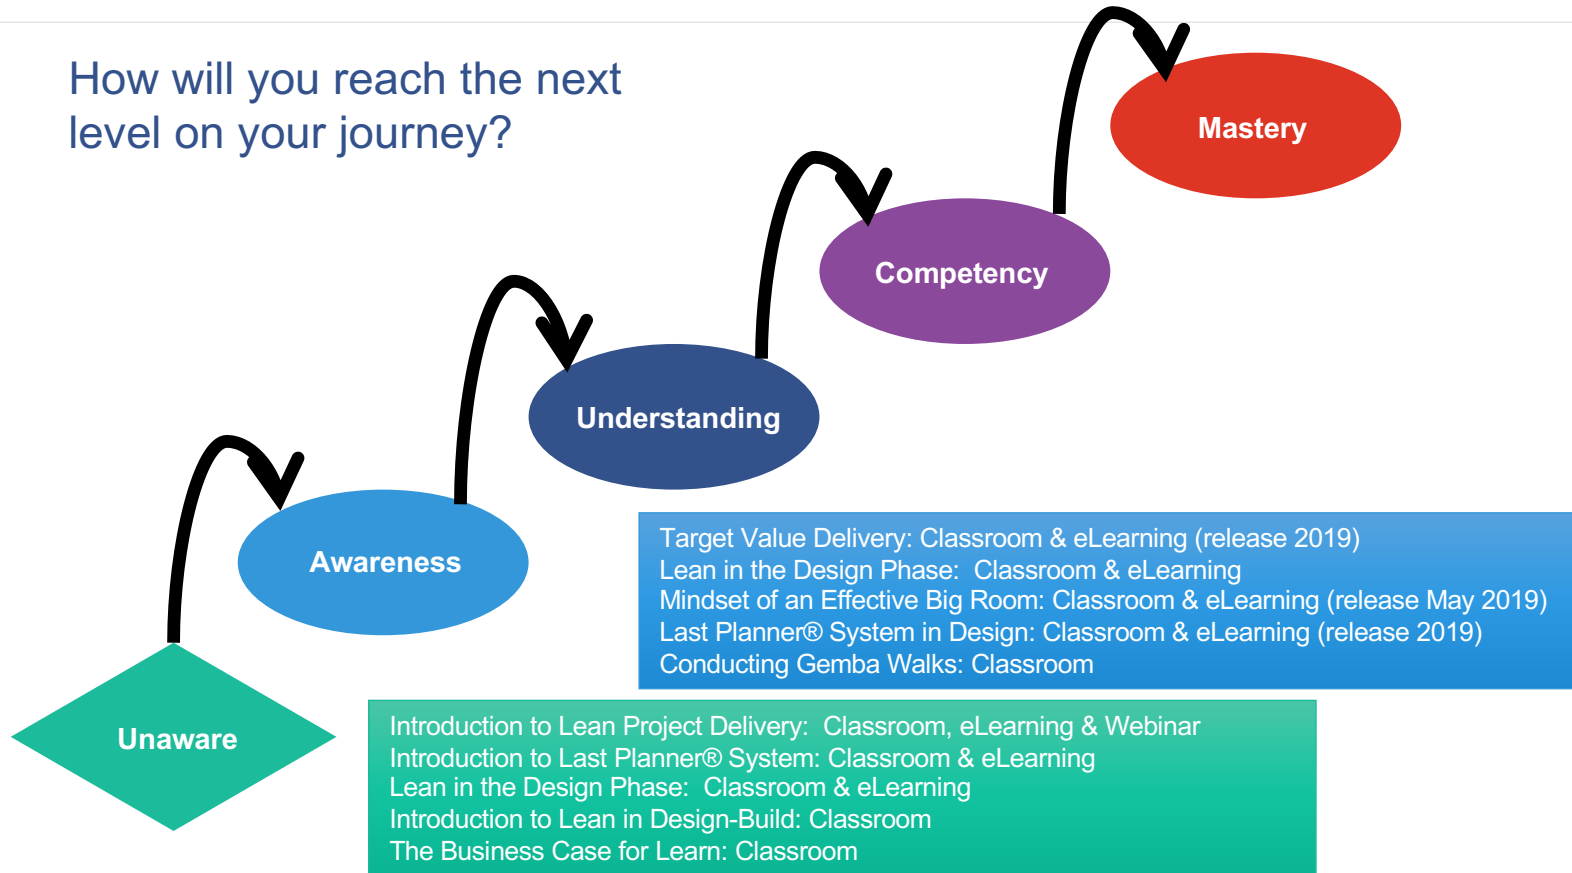 How will you reach the next
level on your journey?
Mastery
Competency
Understanding
Awareness
Unaware
Target Value Delivery: Classroom & eLearning (release 2019)
Lean in the Design Phase:  Classroom & eLearning
Mindset of an Effective Big Room: Classroom & eLearning (release May 2019)
Last Planner® System in Design: Classroom & eLearning (release 2019)
Conducting Gemba Walks: Classroom
Introduction to Lean Project Delivery:  Classroom, eLearning & Webinar
Introduction to Last Planner® System: Classroom & eLearning
Lean in the Design Phase:  Classroom & eLearning
Introduction to Lean in Design-Build: Classroom
The Business Case for Learn: Classroom